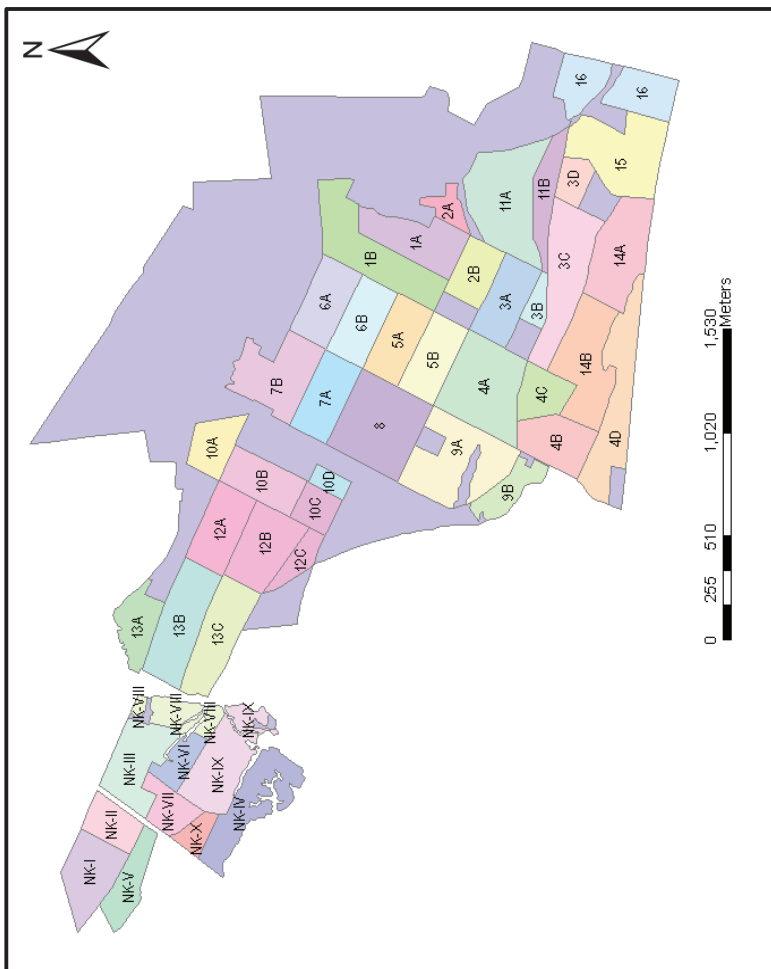 N
NK-I
NK-II
NK-V
NK-III
13A
NK-VIII
NK-VII
NK-VIII
13B
NK-VI
NK-X
10A
NK-VIII
NK-IX
13C
12A
NK-IV
NK-IX
10B
12B
7B
12C
10C
7A
6A
10D
6B
1B
8
5A
1A
5B
2A
9A
2B
4A
11A
3A
9B
3B
4C
11B
4B
3C
3D
16
14B
4D
14A
15
16
0 255 510 1,020 1,530
Meters